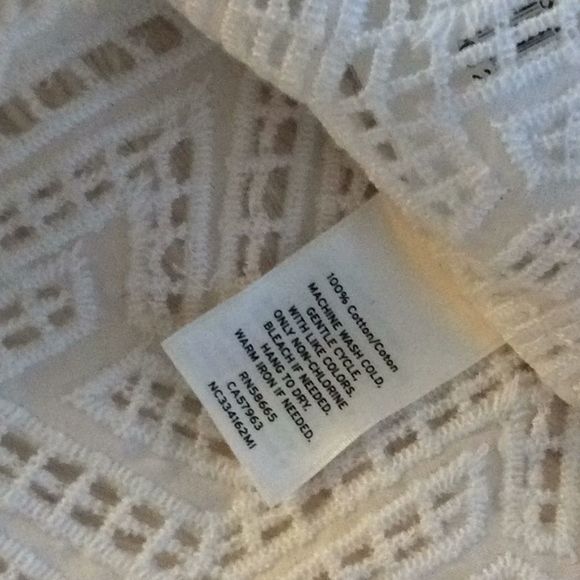 100% Cotton/Coton
MACHINE WASH COLD.
GENTLE CYCLE.
WITH LIKE COLORS.
ONLY NON-CHLORINE
BLEACH IF NEEDED.
HANG TO DRY.
WARM IRON IF NEEDED.
RN58665
CA57963
NC334162MI